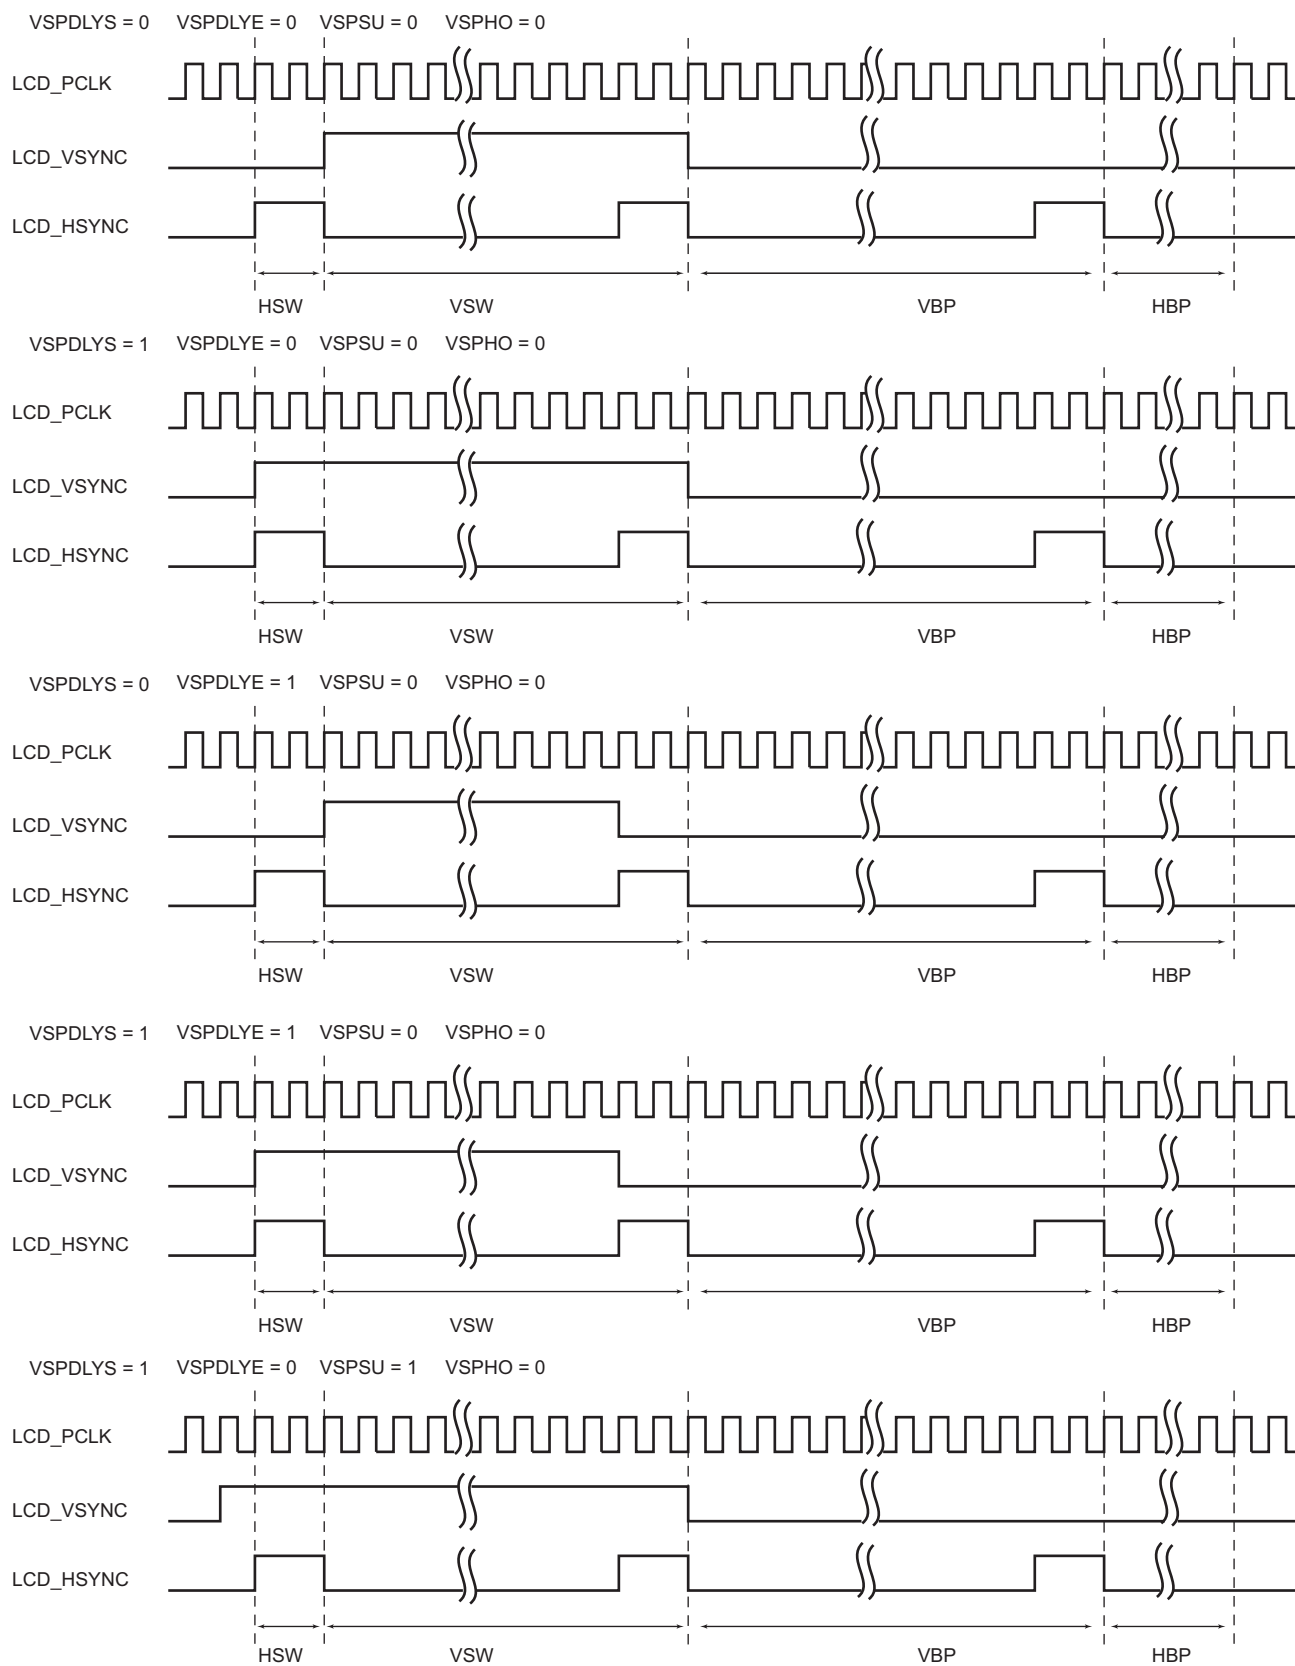 VSPDLYS = 0 VSPDLYE = 0 VSPSU = 0 VSPHO = 0
LCD_PCLK
LCD_VSYNC
LCD_HSYNC
HSW VSW VBP HBP
VSPDLYS = 1 VSPDLYE = 0 VSPSU = 0 VSPHO = 0
LCD_PCLK
LCD_VSYNC
LCD_HSYNC
HSW VSW VBP HBP
VSPDLYS = 0 VSPDLYE = 1 VSPSU = 0 VSPHO = 0
LCD_PCLK
LCD_VSYNC
LCD_HSYNC
HSW VSW VBP HBP
VSPDLYS = 1 VSPDLYE = 1 VSPSU = 0 VSPHO = 0
LCD_PCLK
LCD_VSYNC
LCD_HSYNC
HSW VSW VBP HBP
VSPDLYS = 1 VSPDLYE = 0 VSPSU = 1 VSPHO = 0
LCD_PCLK
LCD_VSYNC
LCD_HSYNC
HSW VSW VBP HBP